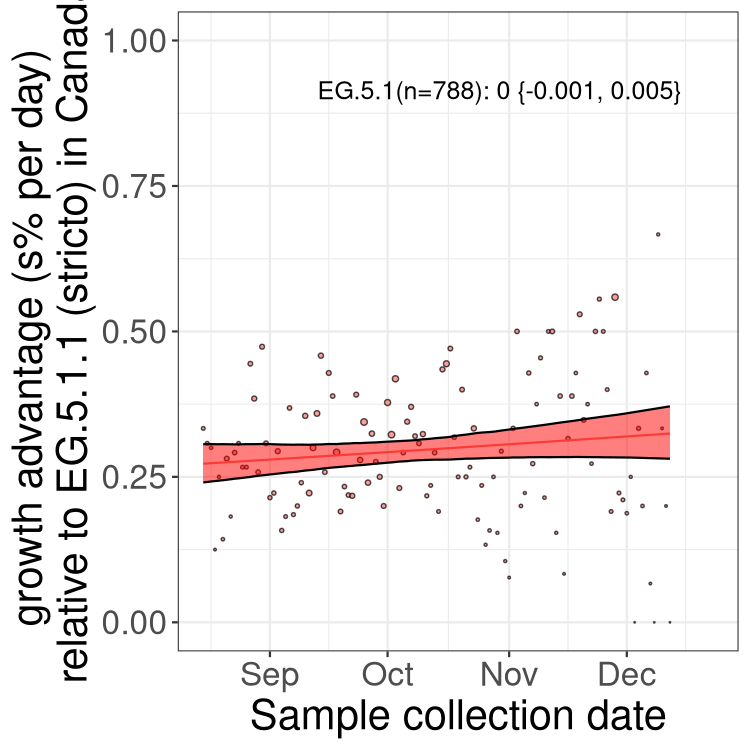 growth advantage (s% per day)
relative to EG.5.1.1 (stricto) in Canada
1.00
0.75
0.50
0.25
0.00
EG.5.1(n=788): 0 {-0.001, 0.005}
Sep Oct Nov Dec
Sample collection date